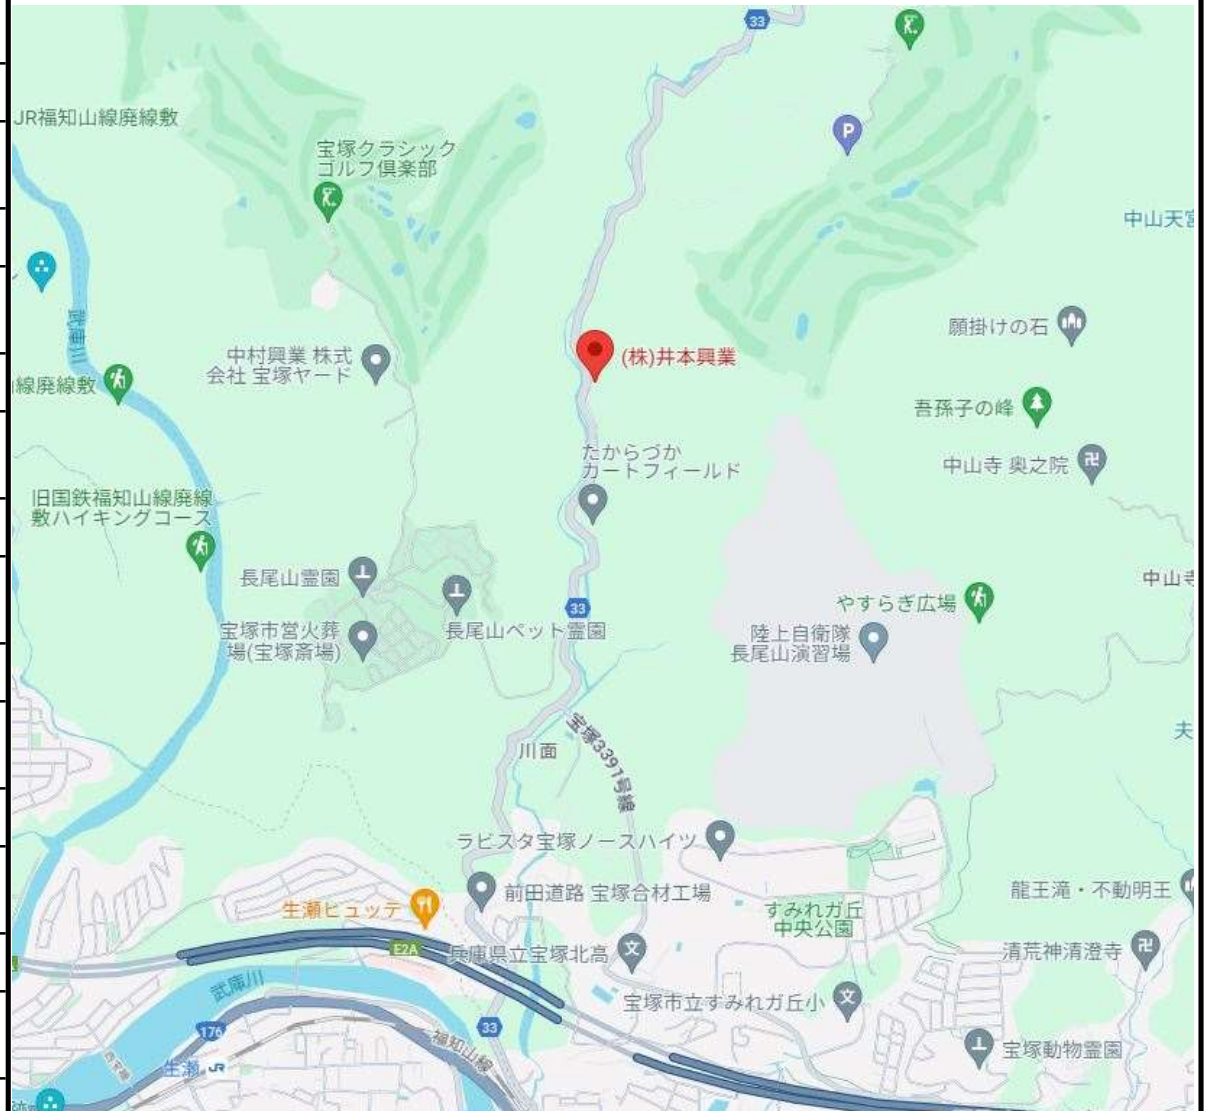 33
JR福知山線廃線敷
宝塚クラシック
ゴルフ倶楽部
P
中山天宮
武庫川
願掛けの石
中村興業 株式
会社 宝塚ヤード
(株)井本興業
線廃線敷
吾孫子の峰
たからづか
カートフィールド
中山寺 奥之院
旧国鉄福知山線廃線
敷ハイキングコース
長尾山霊園
中山寺
やすらぎ広場
33
宝塚市営火葬
場(宝塚斎場)
長尾山ペット霊園
陸上自衛隊
長尾山演習場
宝塚3391号線
夫
川面
ラビスタ宝塚ノースハイツ
前田道路 宝塚合材工場
龍王滝・不動明王
生瀬ヒュッテ
すみれガ丘
中央公園
E2A
兵庫県立宝塚北高
文
清荒神清澄寺
武庫川
宝塚市立すみれガ丘小
文
176
33
福知山線
生瀬 JR
宝塚動物霊園